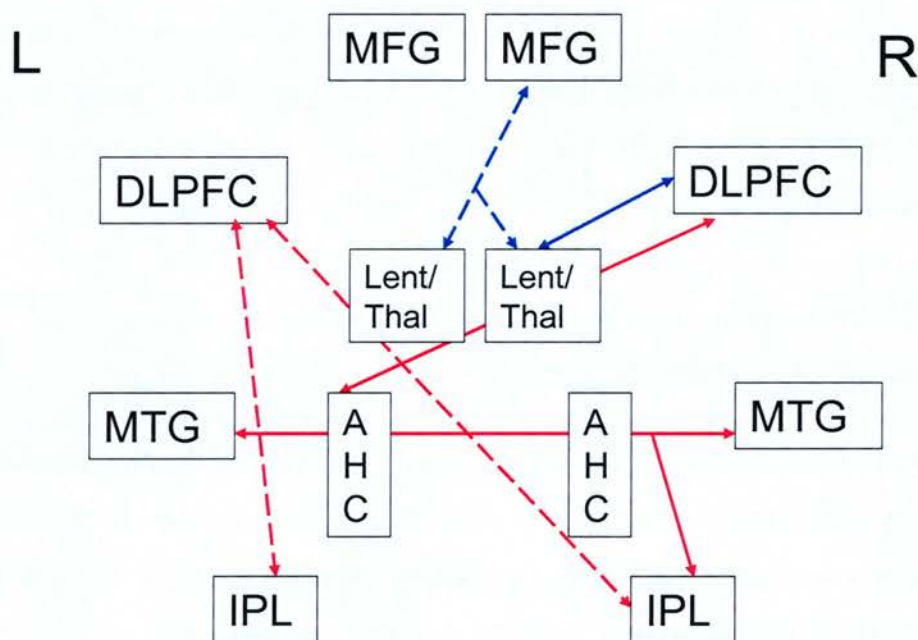 L
MFG
MFG
R
DLPFC
DLPFC
Lent/
Thal
Lent/
Thal
MTG
A
H
C
A
H
C
MTG
IPL
IPL